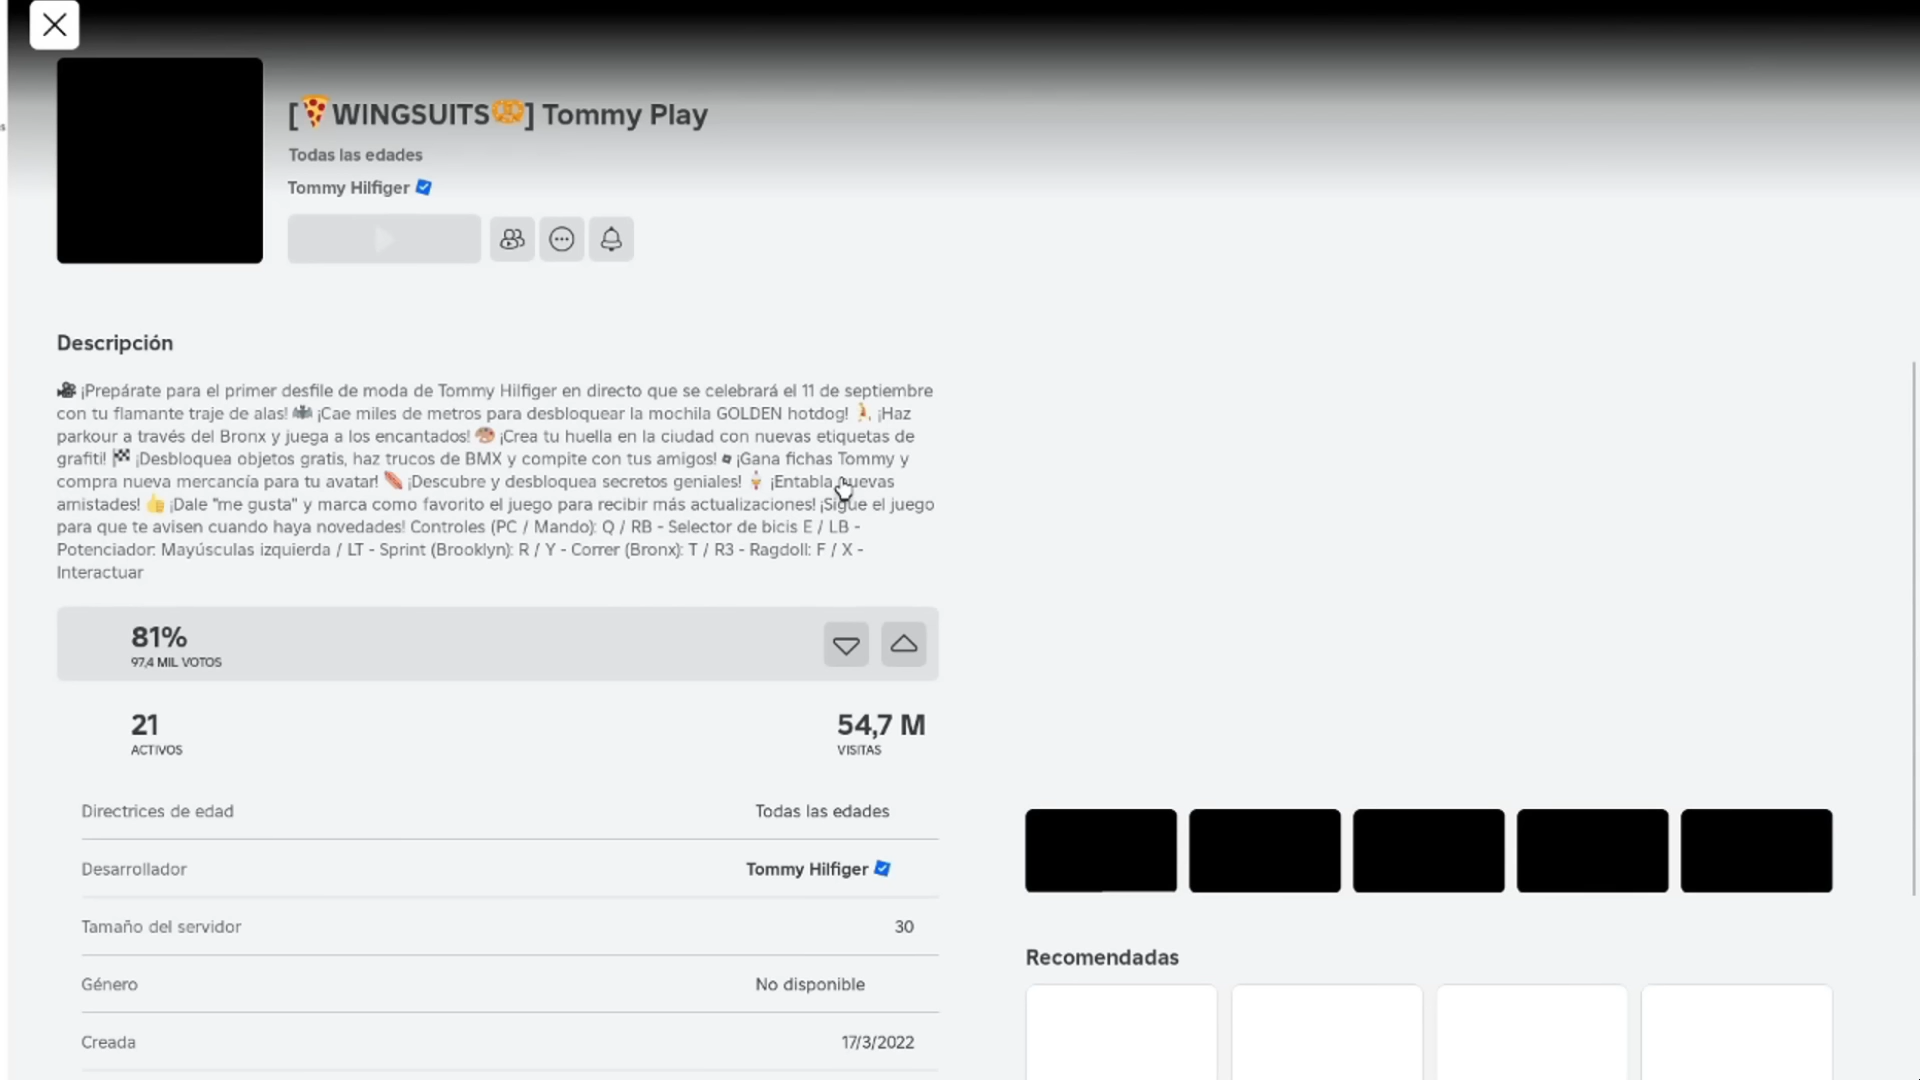 [🍕WINGSUITS🥨] Tommy Play
Todas las edades
Tommy Hilfiger
Descripción
🎥 ¡Prepárate para el primer desfile de moda de Tommy Hilfiger en directo que se celebrará el 11 de septiembre
con tu flamante traje de alas! 🦇 ¡Cae miles de metros para desbloquear la mochila GOLDEN hotdog! 🏃 ¡Haz
parkour a través del Bronx y juega a los encantados! 🎨 ¡Crea tu huella en la ciudad con nuevas etiquetas de
grafiti! 🏁 ¡Desbloquea objetos gratis, haz trucos de BMX y compite con tus amigos! ¡Gana fichas Tommy y
compra nueva mercancía para tu avatar! 🌭 ¡Descubre y desbloquea secretos geniales! 🍦 ¡Entabla nuevas
amistades! 👍 ¡Dale "me gusta" y marca como favorito el juego para recibir más actualizaciones! ¡Sigue el juego
para que te avisen cuando haya novedades! Controles (PC / Mando): Q / RB - Selector de bicis E / LB -
Potenciador: Mayúsculas izquierda / LT - Sprint (Brooklyn): R / Y - Correr (Bronx): T / R3 - Ragdoll: F / X -
Interactuar
81%
97,4 MIL VOTOS
21
ACTIVOS
54,7 M
VISITAS
Directrices de edad
Todas las edades
Desarrollador
Tommy Hilfiger
Tamaño del servidor
30
Género
No disponible
Creada
17/3/2022
Recomendadas